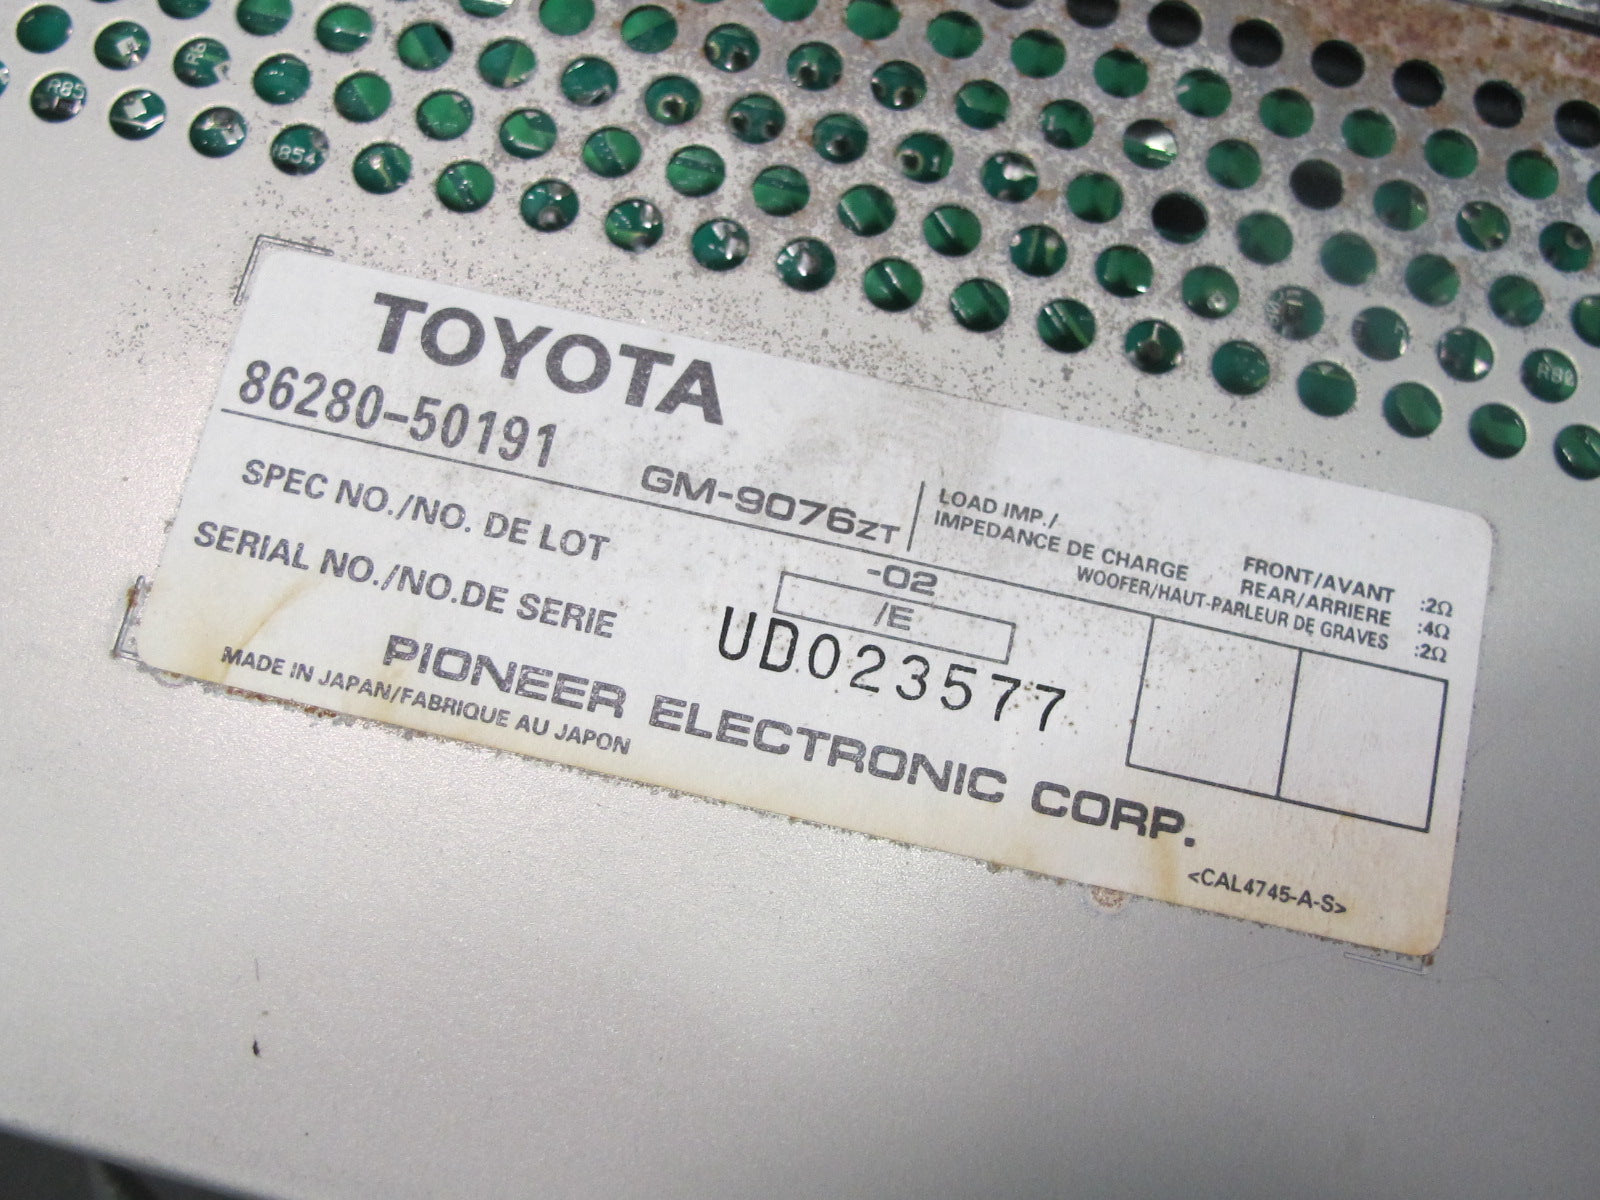 R85
1854
TOYOTA
86280-50191
GM-9076ZT
LOAD IMP./
IMPEDANCE DE CHARGE
FRONT/AVANT :2Ω
REAR/ARRIERE :4Ω
WOOFER/HAUT-PARLEUR DE GRAVES :2Ω
SPEC NO./NO. DE LOT
-02
/E
SERIAL NO./NO.DE SERIE
UD023577
PIONEER ELECTRONIC CORP.
MADE IN JAPAN/FABRIQUE AU JAPON
<CAL4745-A-S>